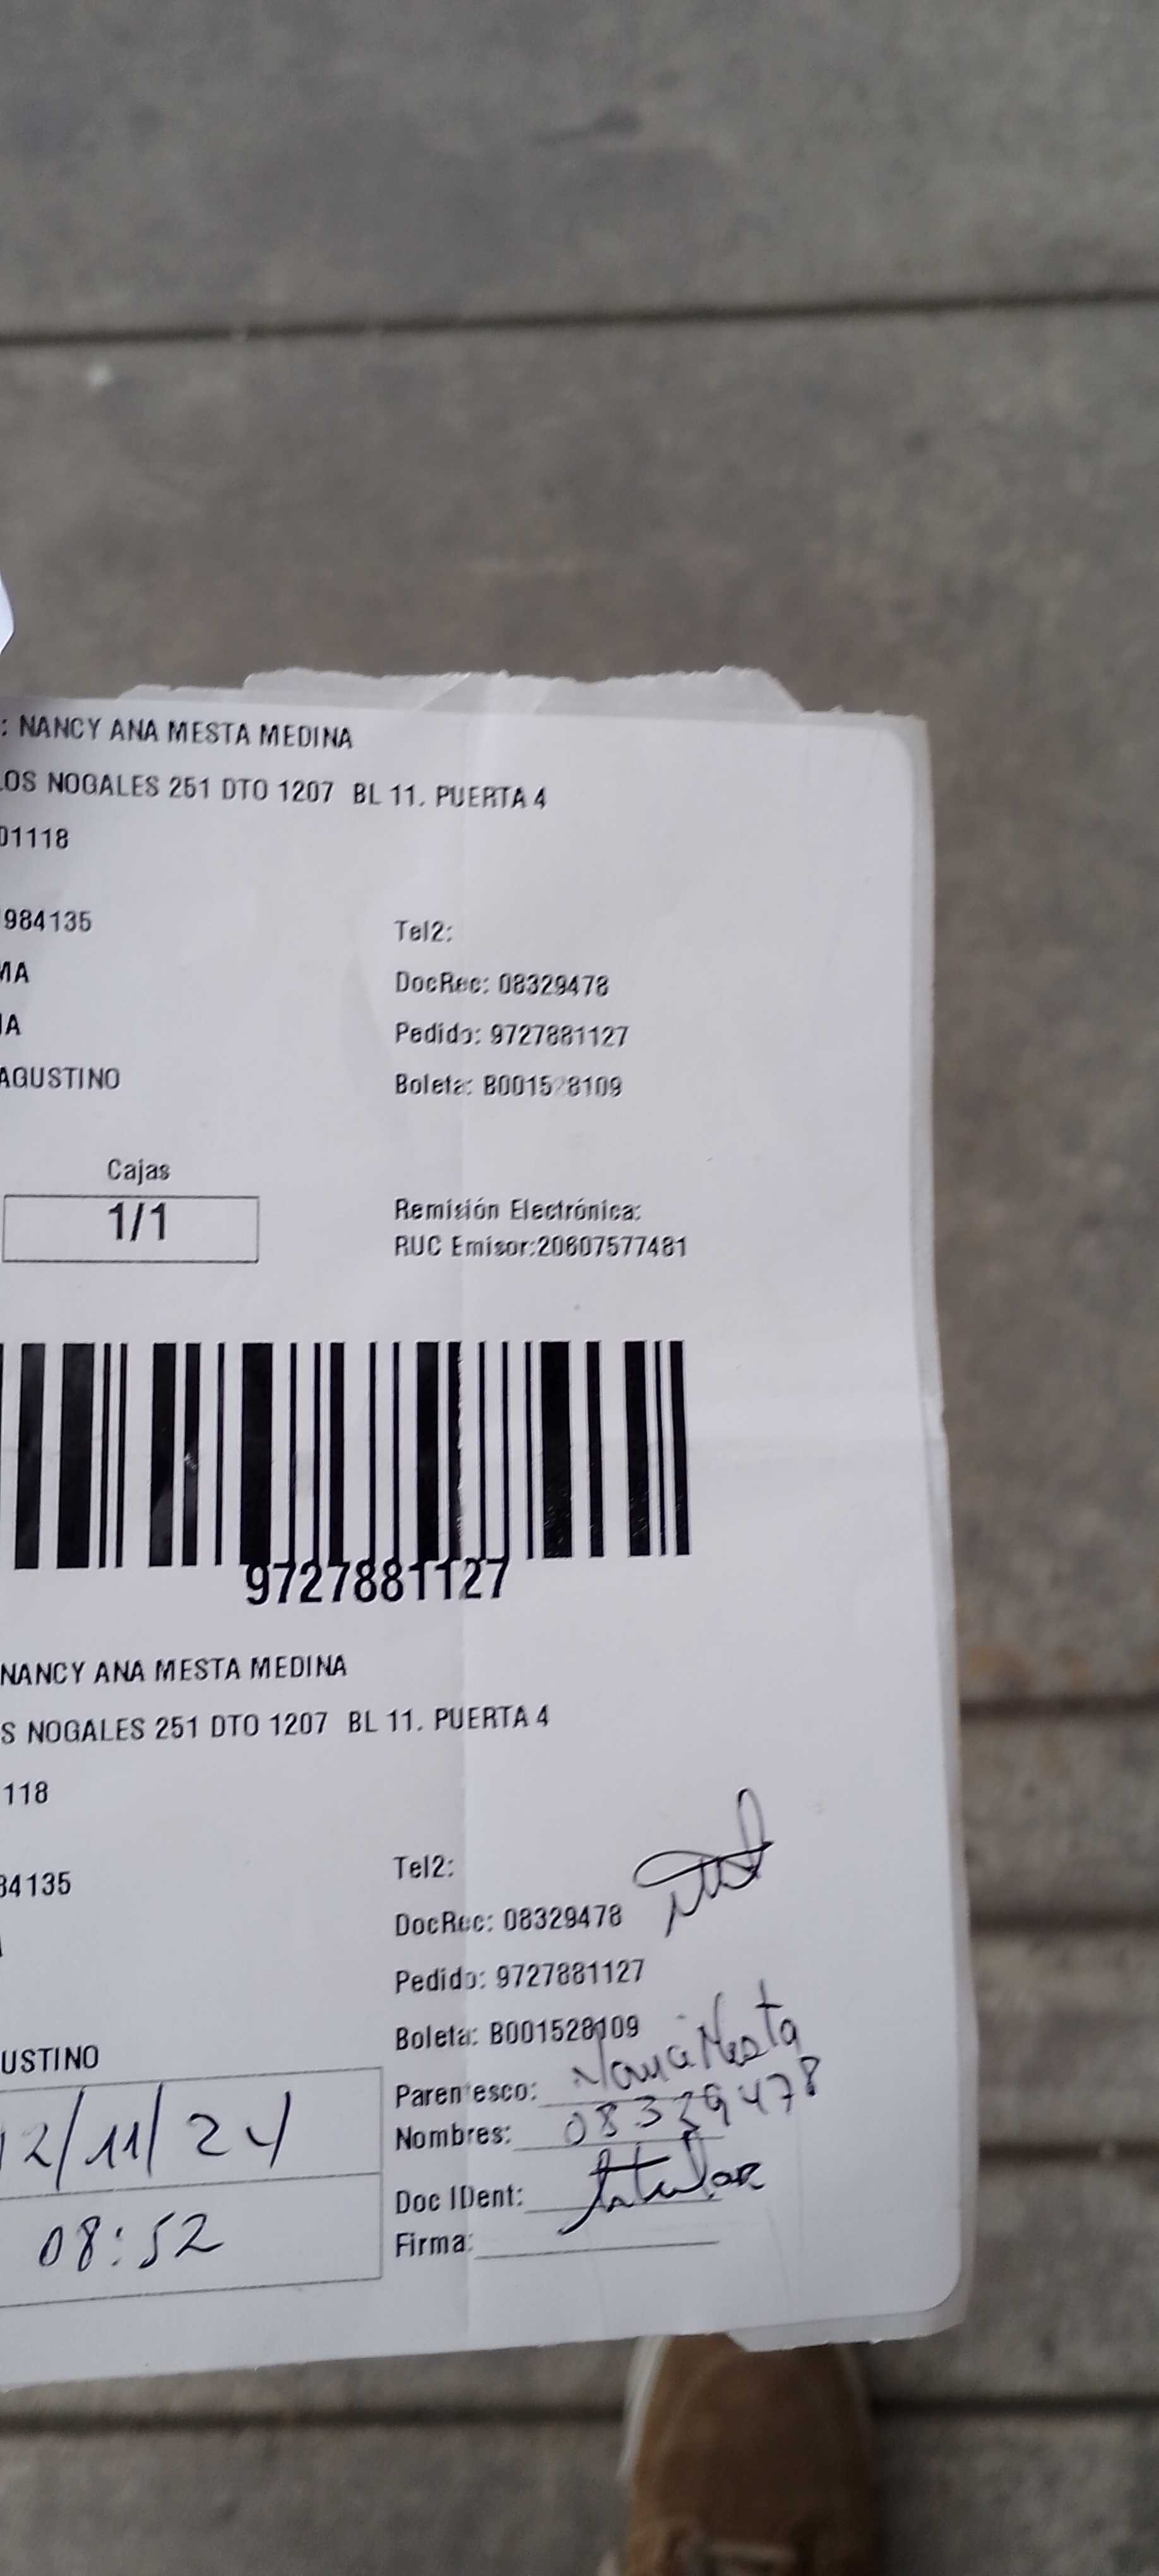 : NANCY ANA MESTA MEDINA
LOS NOGALES 251 DTO 1207 BL 11. PUERTA 4
01118
984135
Tel2:
MA
DocRec: 08329478
IA
Pedido: 9727881127
AGUSTINO
Boleta: B001528109
Cajas
1/1
Remisión Electrónica:
RUC Emisor:20607577481
9727881127
NANCY ANA MESTA MEDINA
S NOGALES 251 DTO 1207 BL 11. PUERTA 4
118
84135
Tel2:
DocRec: 08329478
Pedido: 9727881127
Boleta: B001528109
USTINO
Parentesco: Mesta
12/11/24
Nombres: 08329478
Doc IDent: titular
08:52
Firma: